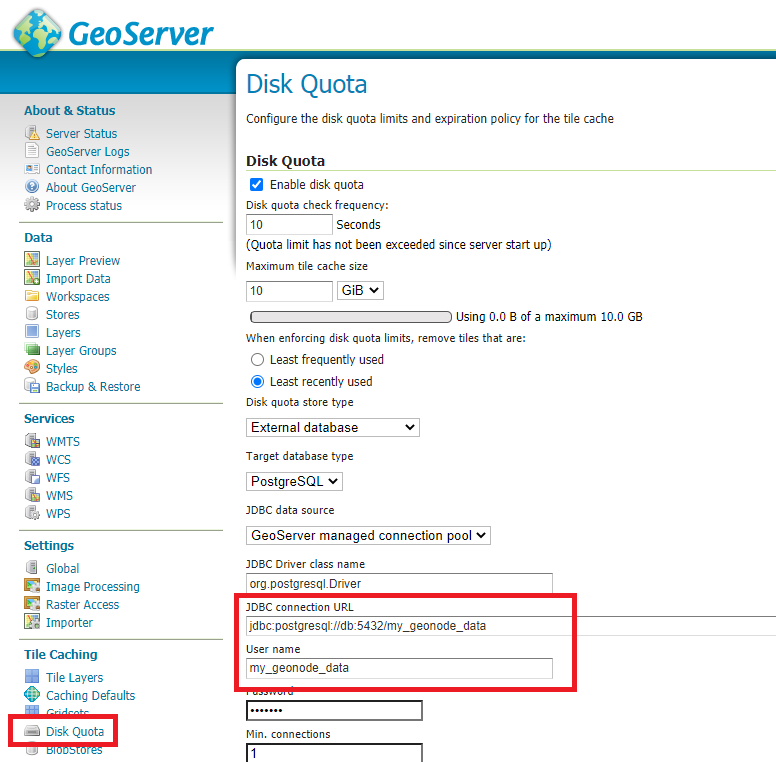 GeoServer
About & Status
Server Status
GeoServer Logs
Contact Information
About GeoServer
Process status
Data
Layer Preview
Import Data
Workspaces
Stores
Layers
Layer Groups
Styles
Backup & Restore
Services
WMTS
WCS
WFS
WMS
WPS
Settings
Global
Image Processing
Raster Access
Importer
Tile Caching
Tile Layers
Caching Defaults
Gridsets
Disk Quota
BlobStores
Disk Quota
Configure the disk quota limits and expiration policy for the tile cache
Disk Quota
Enable disk quota
Disk quota check frequency:
10 Seconds
(Quota limit has not been exceeded since server start up)
Maximum tile cache size
10 GiB
Using 0.0 B of a maximum 10.0 GB
When enforcing disk quota limits, remove tiles that are:
Least frequently used
Least recently used
Disk quota store type
External database
Target database type
PostgreSQL
JDBC data source
GeoServer managed connection pool
JDBC Driver class name
org.postgresql.Driver
JDBC connection URL
jdbc:postgresql://db:5432/my_geonode_data
User name
my_geonode_data
Password
•••••••
Min. connections
1